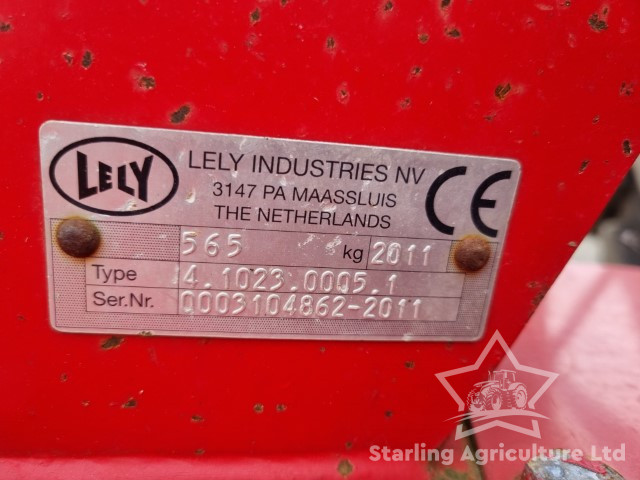 LELY
LELY INDUSTRIES NV
3147 PA MAASSLUIS
THE NETHERLANDS
CE
565 kg 2011
Type 4.1023.0005.1
Ser.Nr. 0003104862-2011
Starling Agriculture Ltd